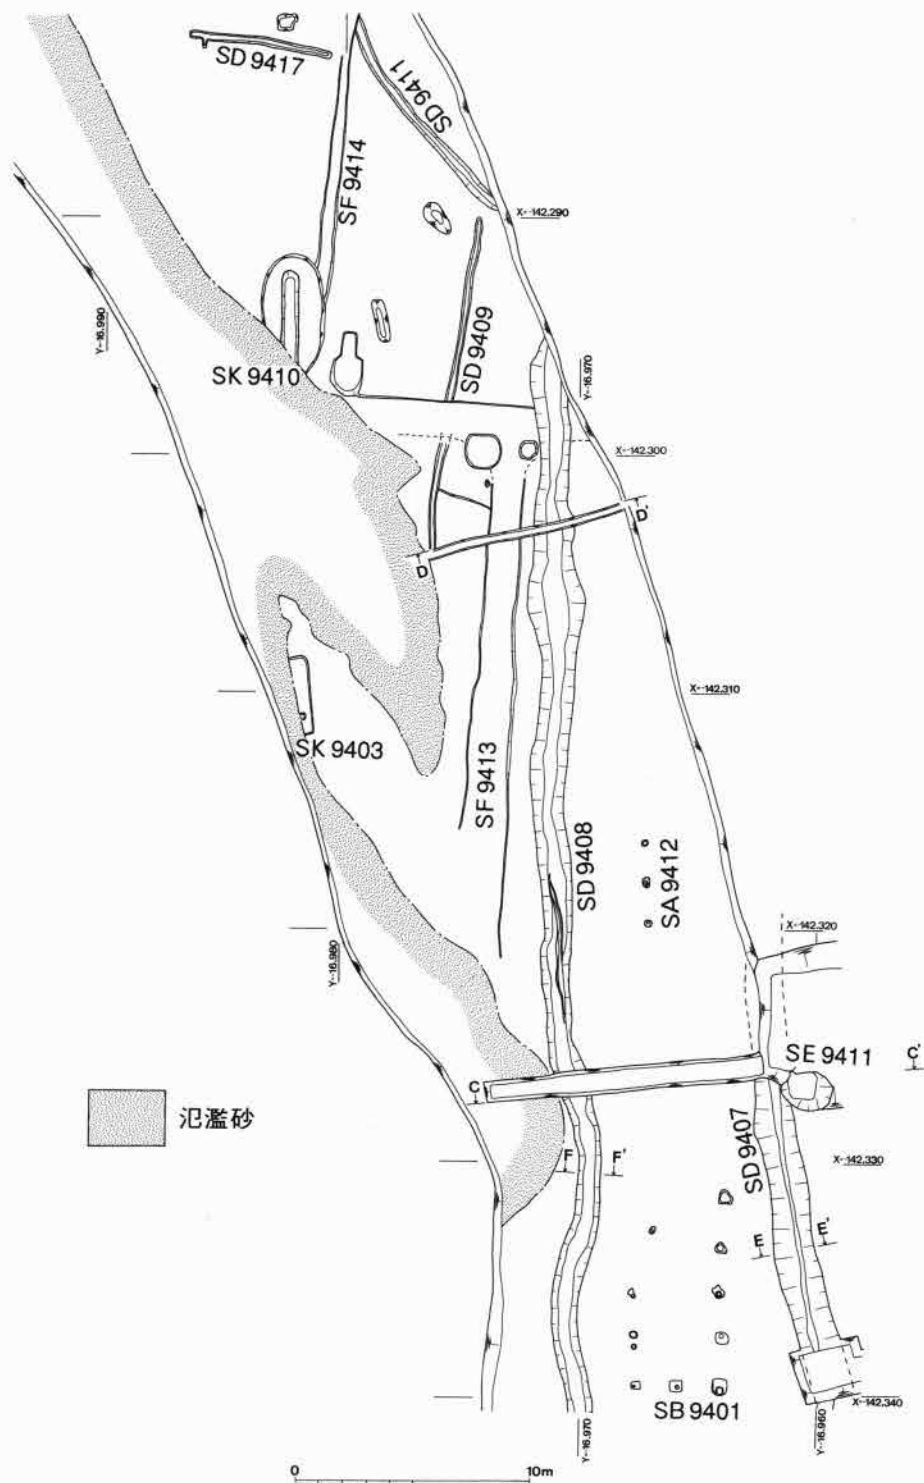 SD 9417
SD 9411
SF 9414
X=-142.290
Y=-16.990
SD 9409
SK 9410
Y=-16.970
X=-142.300
D
D'
X=-142.310
SK 9403
SF 9413
SD 9408
SA 9412
X=-142.320
Y=-16.980
SE 9411
C
C'
氾濫砂
SD 9407
F
F'
X=-142.330
E
E'
SB 9401
X=-142.340
Y=-16.970
Y=-16.960
0
10m